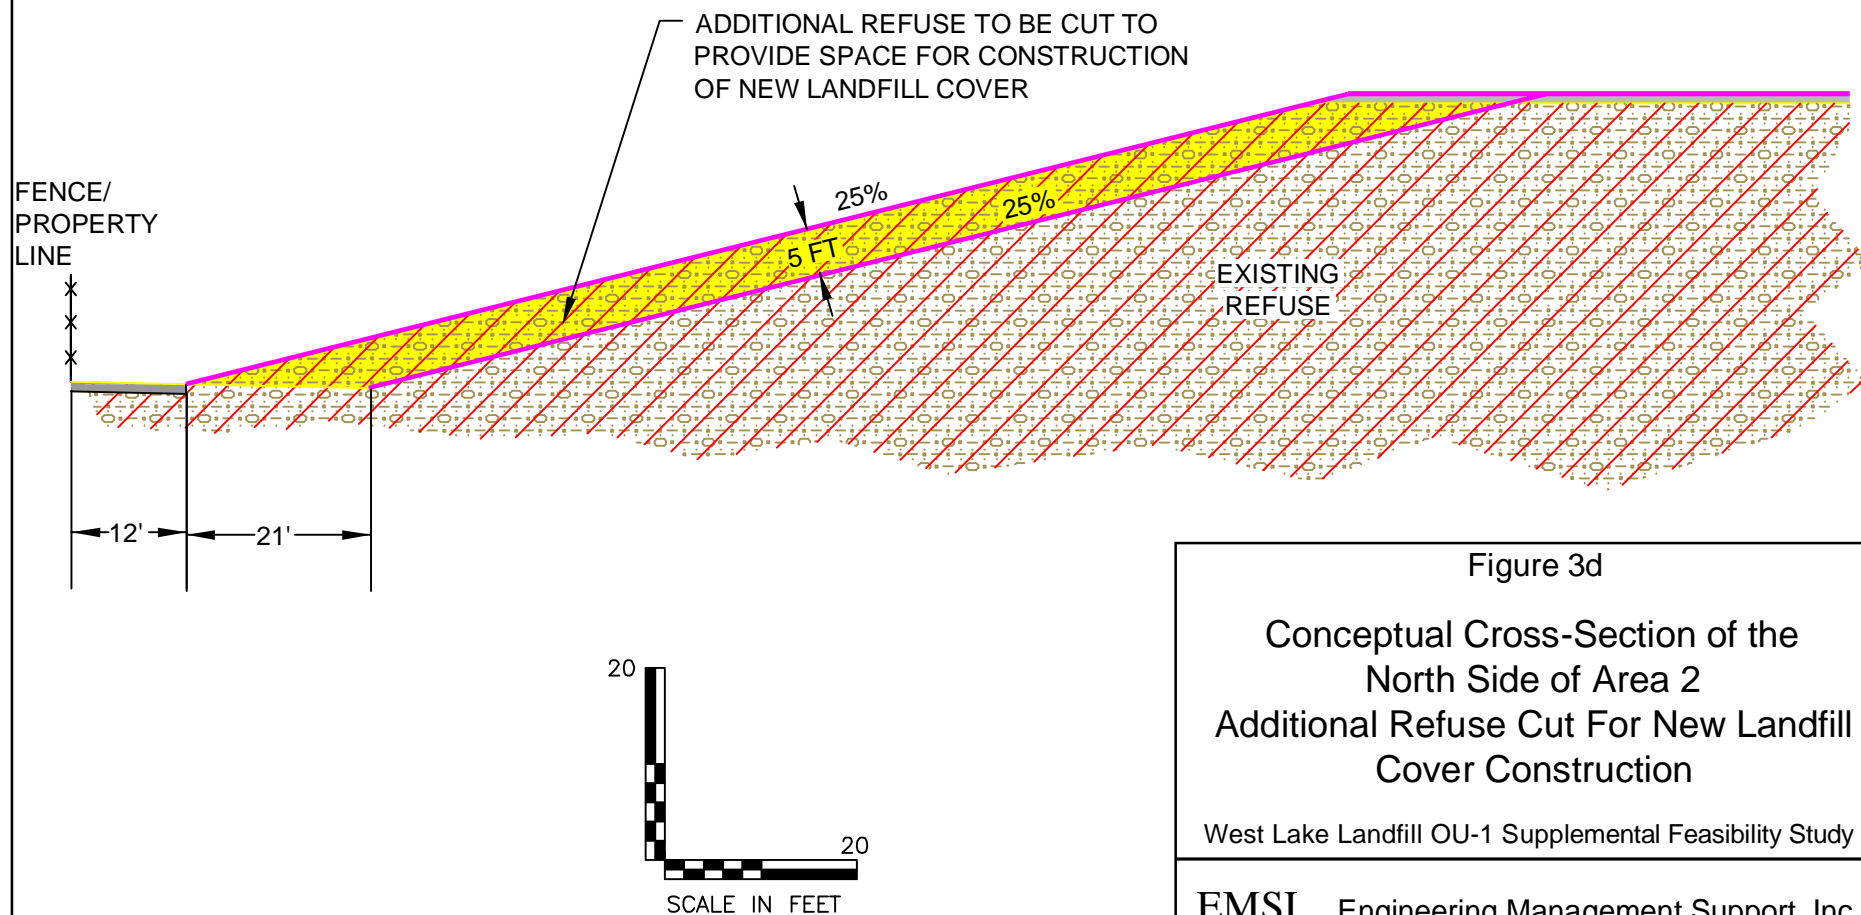 ADDITIONAL REFUSE TO BE CUT TO
PROVIDE SPACE FOR CONSTRUCTION
OF NEW LANDFILL COVER
FENCE/
PROPERTY
LINE
25%
25%
5 FT
EXISTING
REFUSE
12'
21'
20
20
SCALE IN FEET
Figure 3d
Conceptual Cross-Section of the
North Side of Area 2
Additional Refuse Cut For New Landfill
Cover Construction
West Lake Landfill OU-1 Supplemental Feasibility Study
EMSI Engineering Management Support, Inc